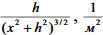 h / (x² + h²)^{3/2} , 1 / м²